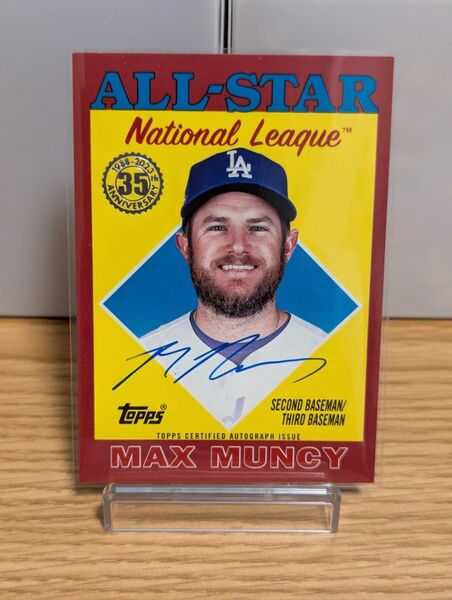 ALL-STAR
National League™
1988-2023
35TH
ANNIVERSARY
LA
topps®
SECOND BASEMAN/
THIRD BASEMAN
TOPPS CERTIFIED AUTOGRAPH ISSUE
MAX MUNCY